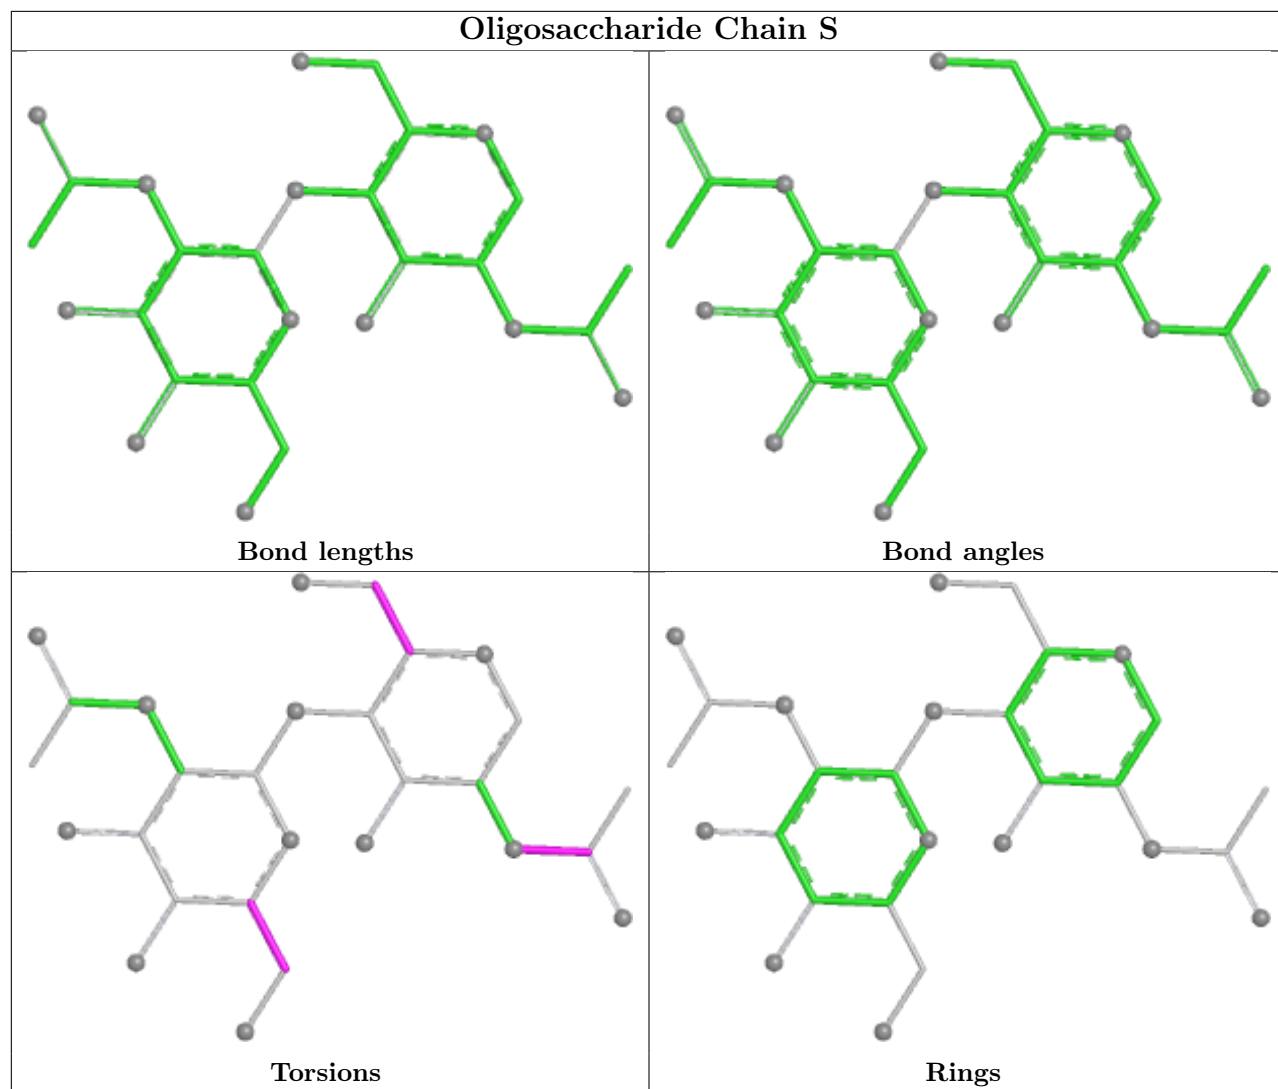 Oligosaccharide Chain S
Bond lengths
Bond angles
Torsions
Rings